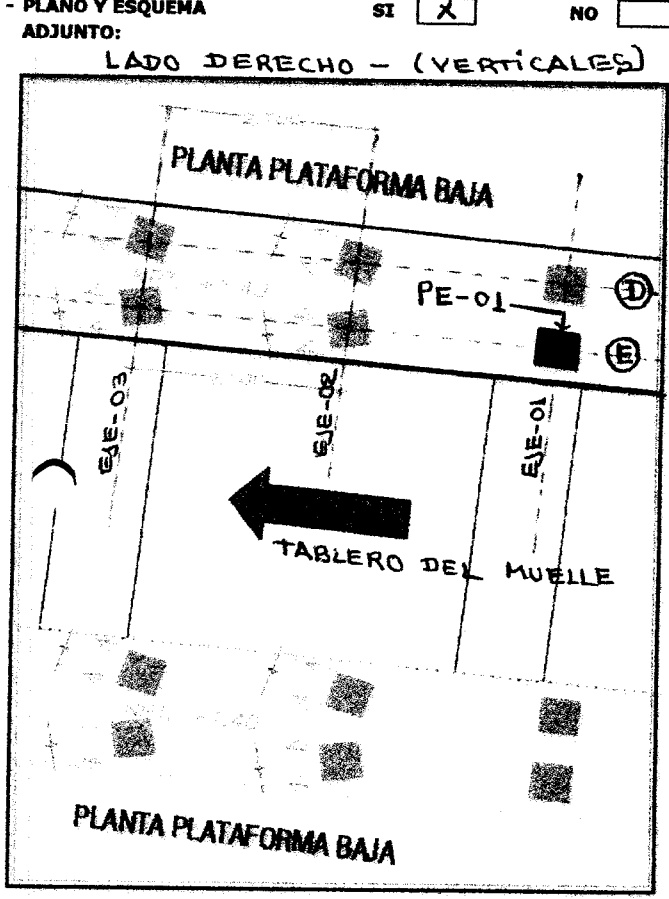 - PLANO Y ESQUEMA SI X NO
ADJUNTO:
LADO DERECHO - (VERTICALES)
PLANTA PLATAFORMA BAJA
PE-01 D
E
EJE-03 EJE-02 EJE-01
TABLERO DEL MUELLE
PLANTA PLATAFORMA BAJA